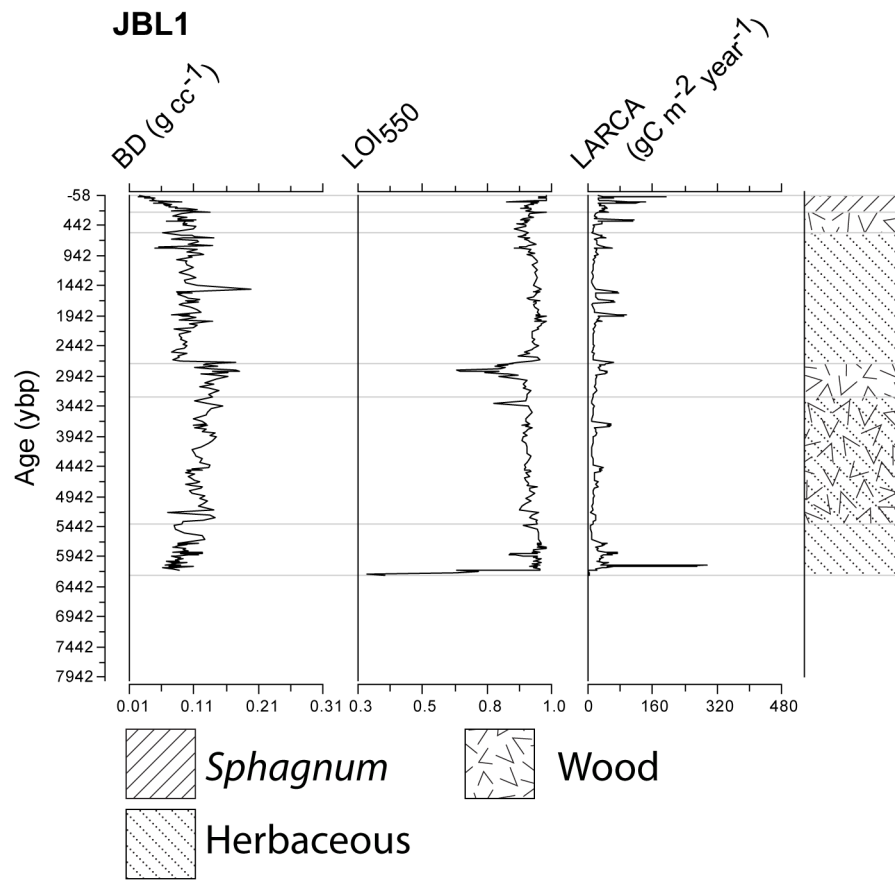 JBL1
BD (g cc-1)
LOI550
LARCA
(gC m-2 year-1)
Age (ybp)
-58
442
942
1442
1942
2442
2942
3442
3942
4442
4942
5442
5942
6442
6942
7442
7942
0.01 0.11 0.21 0.31 0.3 0.5 0.8 1.0 0 160 320 480
Sphagnum Wood
Herbaceous